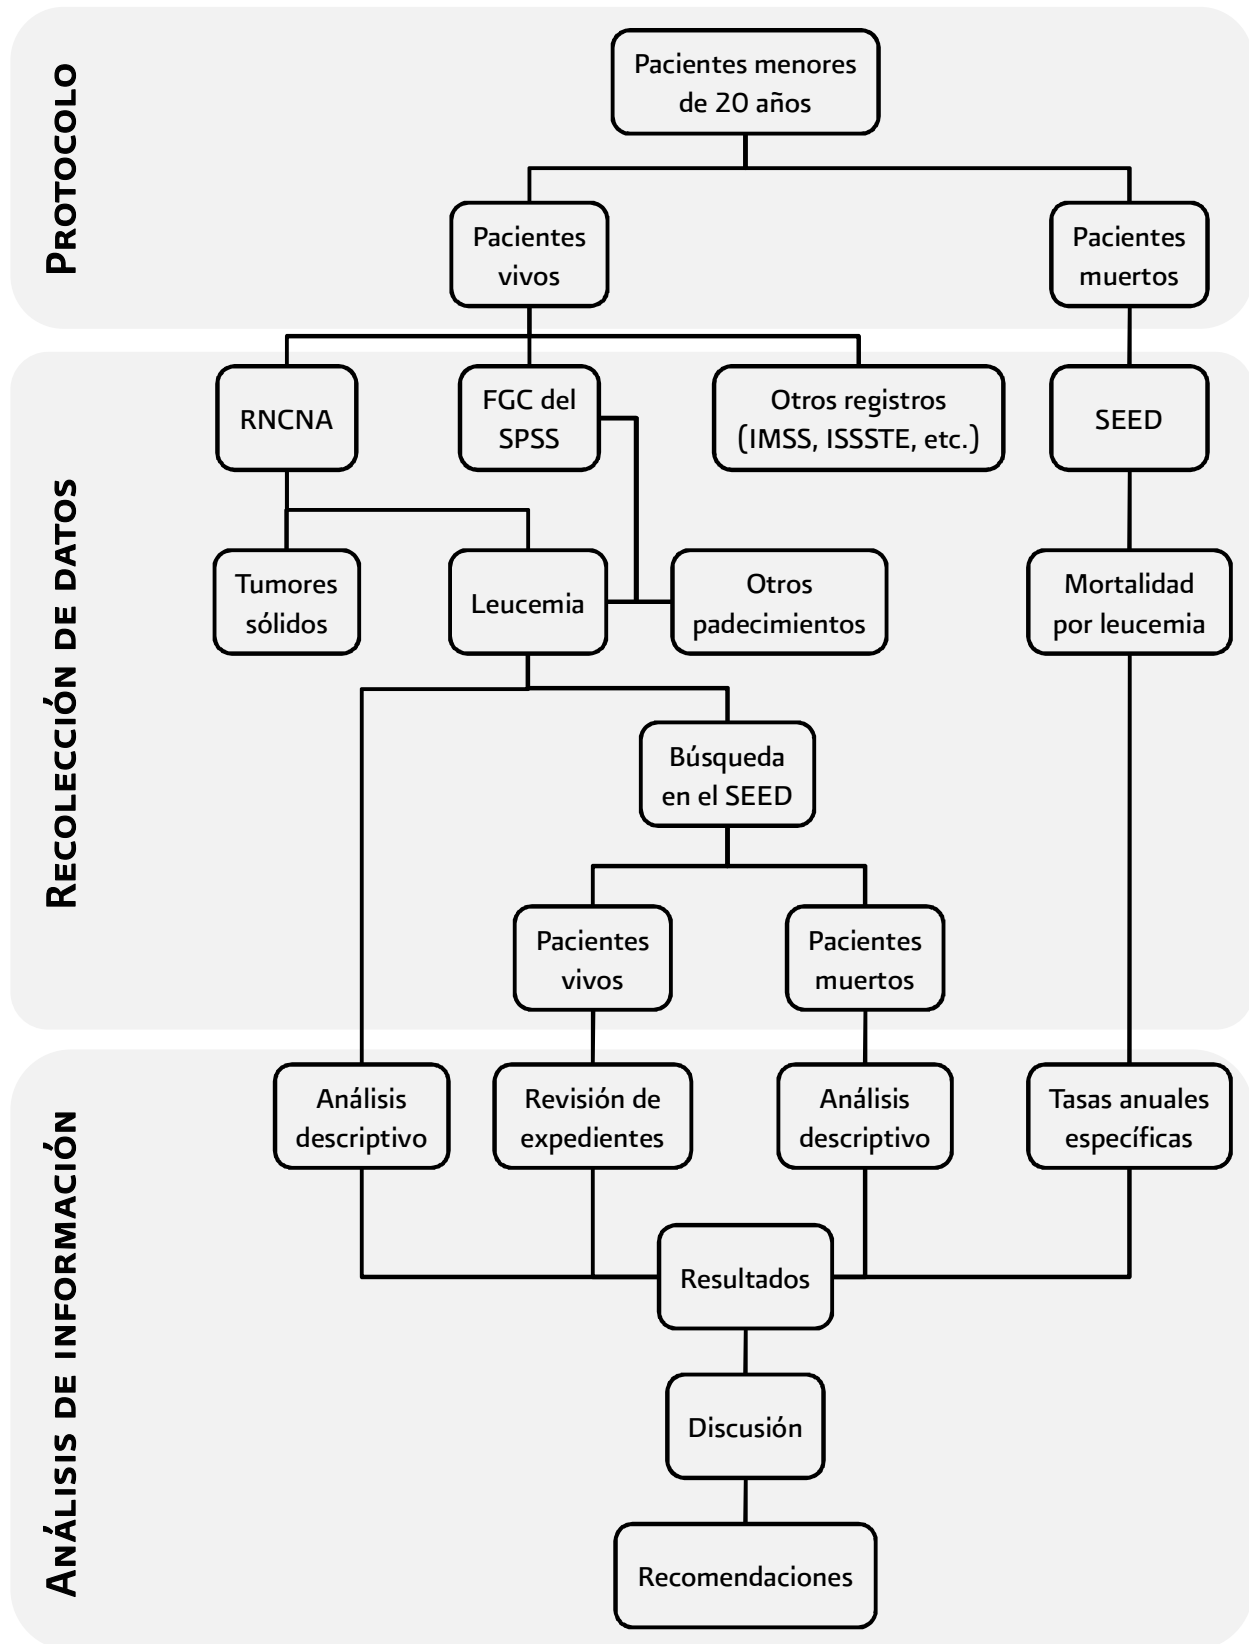 PROTOCOLO
Pacientes menores
de 20 años
Pacientes
vivos
Pacientes
muertos
RECOLECCIÓN DE DATOS
RNCNA
FGC del
SPSS
Otros registros
(IMSS, ISSSTE, etc.)
SEED
Tumores
sólidos
Leucemia
Otros
padecimientos
Mortalidad
por leucemia
Búsqueda
en el SEED
Pacientes
vivos
Pacientes
muertos
ANÁLISIS DE INFORMACIÓN
Análisis
descriptivo
Revisión de
expedientes
Análisis
descriptivo
Tasas anuales
específicas
Resultados
Discusión
Recomendaciones